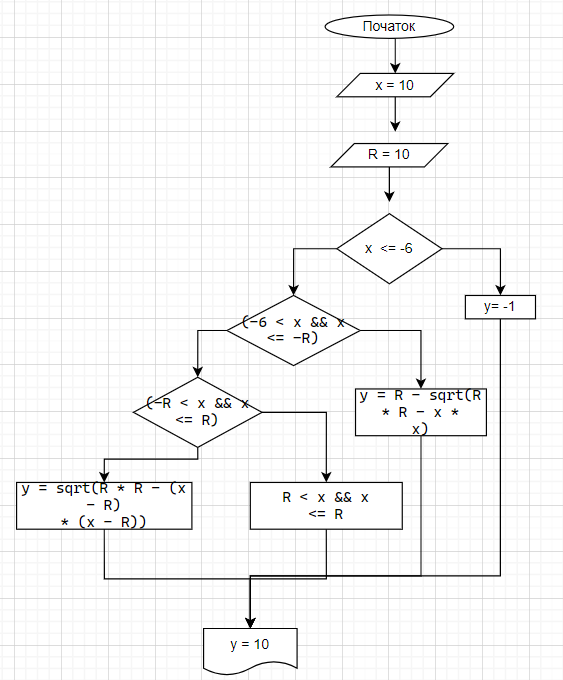 Початок
x = 10
R = 10
x <= -6
y= -1
(−6 < x && x
<= −R)
(−R < x && x
<= R)
y = R − sqrt(R
* R − x *
x)
y = sqrt(R * R − (x
− R)
* (x − R))
R < x && x
<= R
y = 10